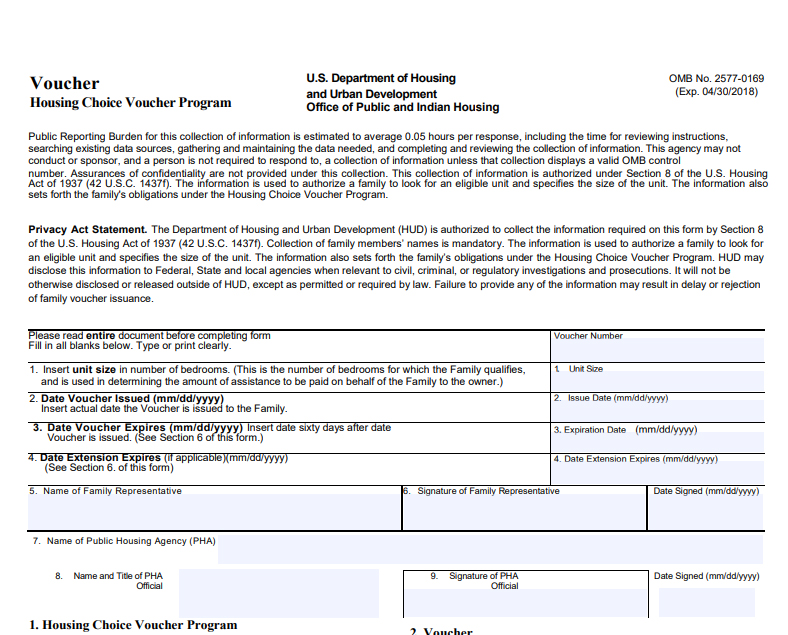 Voucher
Housing Choice Voucher Program
U.S. Department of Housing
and Urban Development
Office of Public and Indian Housing
OMB No. 2577-0169
(Exp. 04/30/2018)
Public Reporting Burden for this collection of information is estimated to average 0.05 hours per response, including the time for reviewing instructions,
searching existing data sources, gathering and maintaining the data needed, and completing and reviewing the collection of information. This agency may not
conduct or sponsor, and a person is not required to respond to, a collection of information unless that collection displays a valid OMB control
number. Assurances of confidentiality are not provided under this collection. This collection of information is authorized under Section 8 of the U.S. Housing
Act of 1937 (42 U.S.C. 1437f). The information is used to authorize a family to look for an eligible unit and specifies the size of the unit. The information also
sets forth the family's obligations under the Housing Choice Voucher Program.
Privacy Act Statement. The Department of Housing and Urban Development (HUD) is authorized to collect the information required on this form by Section 8
of the U.S. Housing Act of 1937 (42 U.S.C. 1437f). Collection of family members' names is mandatory. The information is used to authorize a family to look for
an eligible unit and specifies the size of the unit. The information also sets forth the family's obligations under the Housing Choice Voucher Program. HUD may
disclose this information to Federal, State and local agencies when relevant to civil, criminal, or regulatory investigations and prosecutions. It will not be
otherwise disclosed or released outside of HUD, except as permitted or required by law. Failure to provide any of the information may result in delay or rejection
of family voucher issuance.
Please read entire document before completing form
Fill in all blanks below. Type or print clearly.
Voucher Number
1. Insert unit size in number of bedrooms. (This is the number of bedrooms for which the Family qualifies,
and is used in determining the amount of assistance to be paid on behalf of the Family to the owner.)
1. Unit Size
2. Date Voucher Issued (mm/dd/yyyy)
Insert actual date the Voucher is issued to the Family.
2. Issue Date (mm/dd/yyyy)
3. Date Voucher Expires (mm/dd/yyyy) Insert date sixty days after date
Voucher is issued. (See Section 6 of this form.)
3. Expiration Date (mm/dd/yyyy)
4. Date Extension Expires (if applicable)(mm/dd/yyyy)
(See Section 6. of this form)
4. Date Extension Expires (mm/dd/yyyy)
5. Name of Family Representative
6. Signature of Family Representative
Date Signed (mm/dd/yyyy)
7. Name of Public Housing Agency (PHA)
8. Name and Title of PHA
Official
9. Signature of PHA
Official
Date Signed (mm/dd/yyyy)
1. Housing Choice Voucher Program
2. Voucher